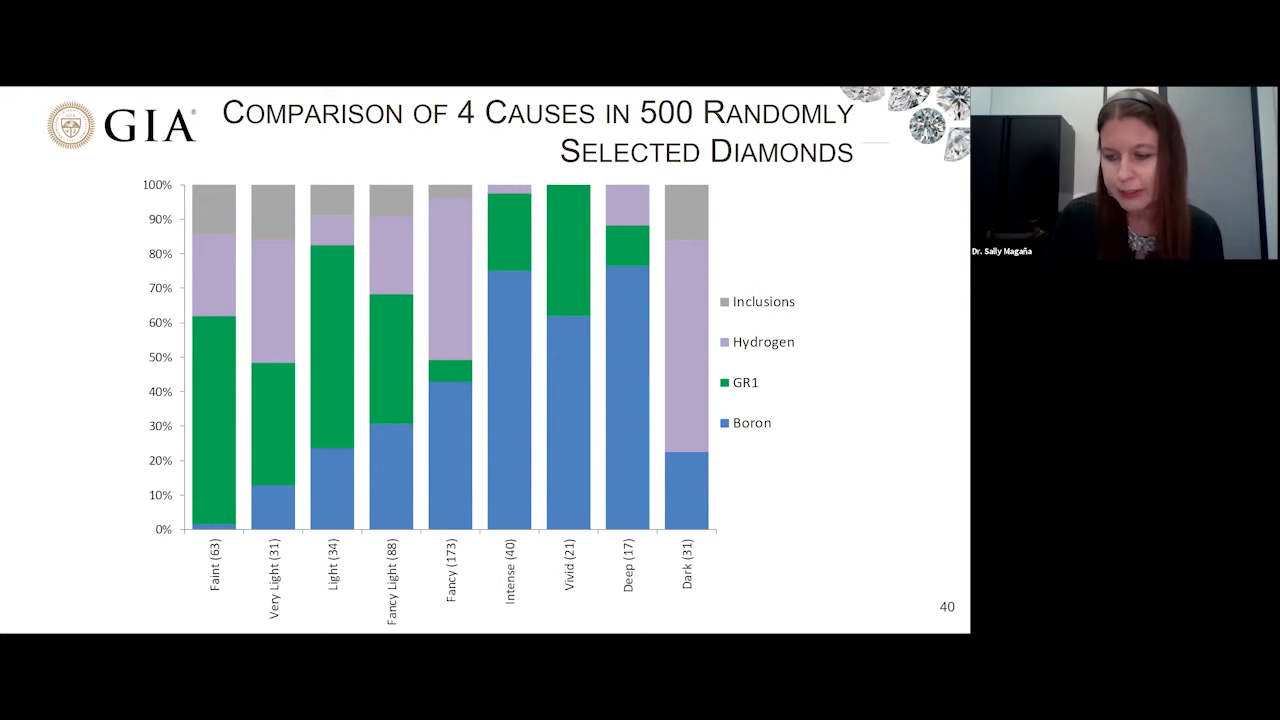 GIA®
COMPARISON OF 4 CAUSES IN 500 RANDOMLY
SELECTED DIAMONDS
100%
90%
80%
70%
60%
50%
40%
30%
20%
10%
0%
Faint (63)
Very Light (31)
Light (34)
Fancy Light (88)
Fancy (173)
Intense (40)
Vivid (21)
Deep (17)
Dark (31)
Inclusions
Hydrogen
GR1
Boron
40
Dr. Sally Magaña